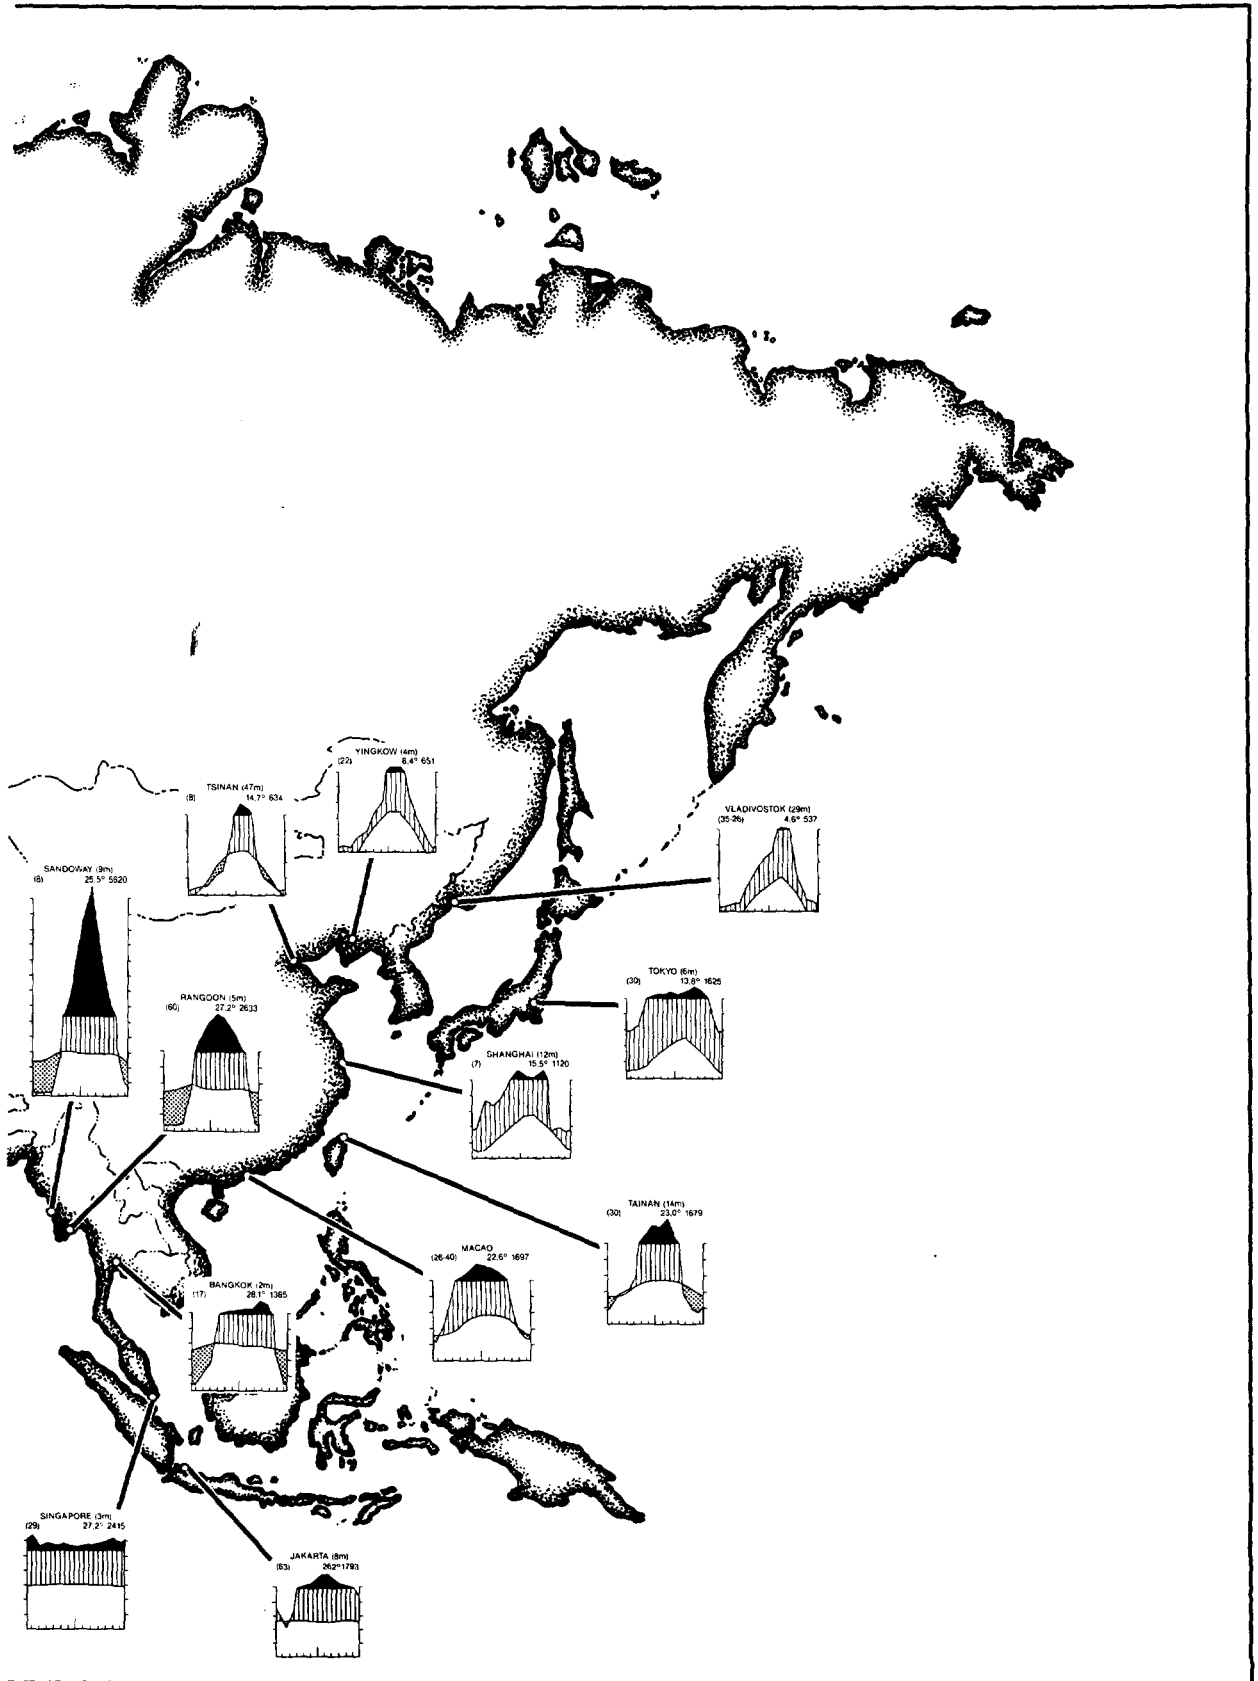 YINGKOW (4m)
(22) 8,4° 651
TSINAN (47m)
(8) 14.7° 634
VLADIVOSTOK (29m)
(35-26) 4.6° 537
SANDOWAY (9m)
(8) 25.5° 5620
TOKYO (6m)
(30) 13.8° 1625
RANGOON (5m)
(60) 27.2° 2633
SHANGHAI (12m)
(7) 15.5° 1120
TAINAN (14m)
(30) 23.0° 1679
MACAO
(26-40) 22,6° 1697
BANGKOK (2m)
(17) 28.1° 1365
SINGAPORE (3m)
(29) 27,2° 2415
JAKARTA (8m)
(63) 262° 1793